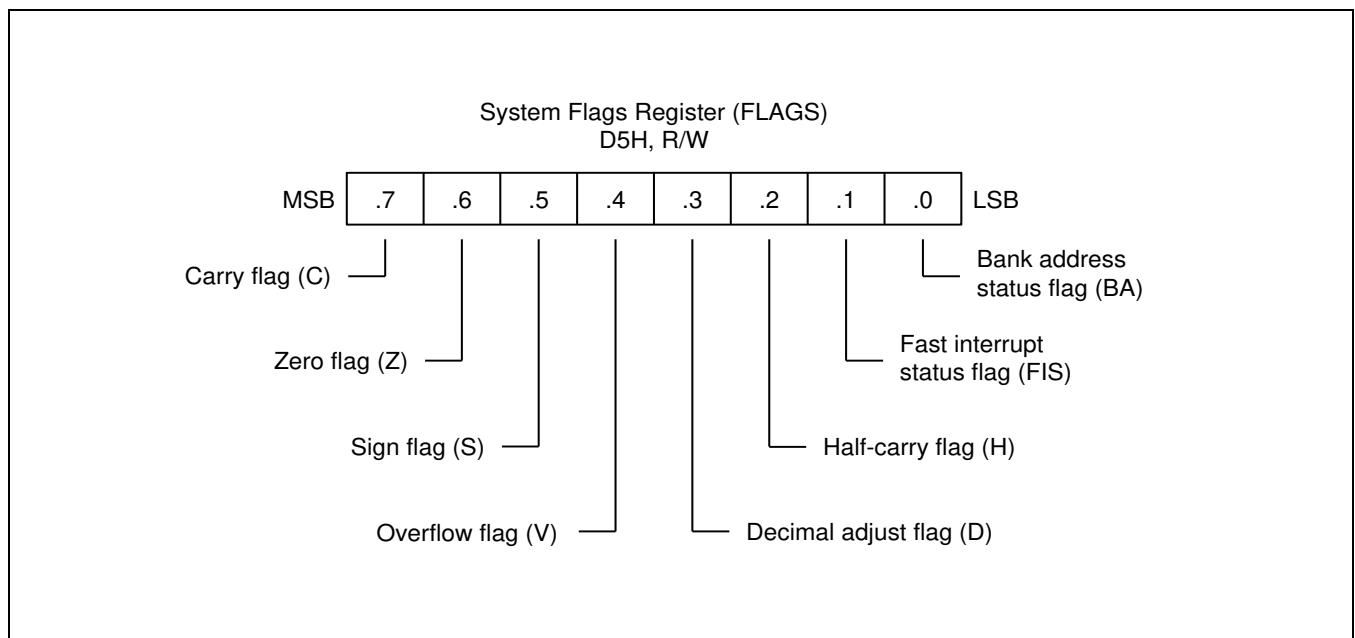 System Flags Register (FLAGS)
D5H, R/W
MSB .7 .6 .5 .4 .3 .2 .1 .0 LSB
Carry flag (C)
Bank address
status flag (BA)
Zero flag (Z)
Fast interrupt
status flag (FIS)
Sign flag (S)
Half-carry flag (H)
Overflow flag (V)
Decimal adjust flag (D)